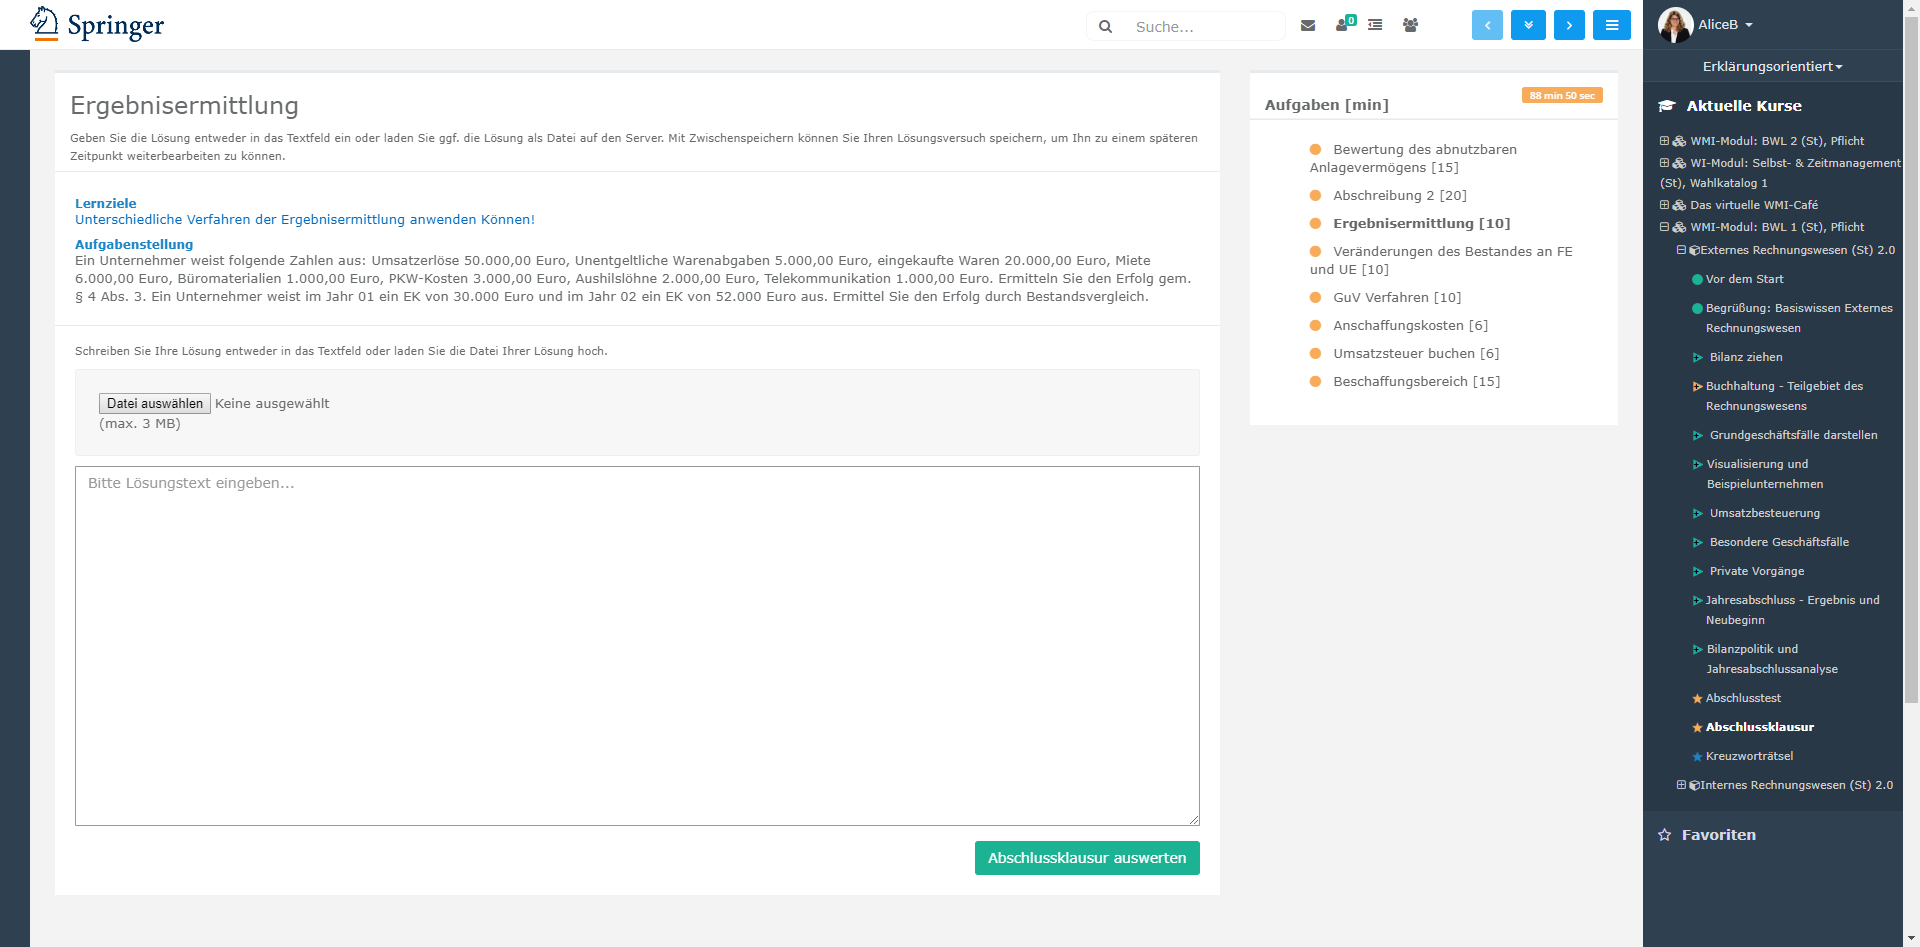 Springer
Suche...
0
AliceB
Erklärungsorientiert
Ergebnisermittlung
Geben Sie die Lösung entweder in das Textfeld ein oder laden Sie ggf. die Lösung als Datei auf den Server. Mit Zwischenspeichern können Sie Ihren Lösungsversuch speichern, um Ihn zu einem späteren
Zeitpunkt weiterbearbeiten zu können.
Lernziele
Unterschiedliche Verfahren der Ergebnisermittlung anwenden Können!
Aufgabenstellung
Ein Unternehmer weist folgende Zahlen aus: Umsatzerlöse 50.000,00 Euro, Unentgeltliche Warenabgaben 5.000,00 Euro, eingekaufte Waren 20.000,00 Euro, Miete
6.000,00 Euro, Büromaterialien 1.000,00 Euro, PKW-Kosten 3.000,00 Euro, Aushilslöhne 2.000,00 Euro, Telekommunikation 1.000,00 Euro. Ermitteln Sie den Erfolg gem.
§ 4 Abs. 3. Ein Unternehmer weist im Jahr 01 ein EK von 30.000 Euro und im Jahr 02 ein EK von 52.000 Euro aus. Ermittel Sie den Erfolg durch Bestandsvergleich.
Schreiben Sie Ihre Lösung entweder in das Textfeld oder laden Sie die Datei Ihrer Lösung hoch.
Datei auswählen Keine ausgewählt
(max. 3 MB)
Bitte Lösungstext eingeben...
Abschlussklausur auswerten
Aufgaben [min]
88 min 50 sec
Bewertung des abnutzbaren
Anlagevermögens [15]
Abschreibung 2 [20]
Ergebnisermittlung [10]
Veränderungen des Bestandes an FE
und UE [10]
GuV Verfahren [10]
Anschaffungskosten [6]
Umsatzsteuer buchen [6]
Beschaffungsbereich [15]
Aktuelle Kurse
WMI-Modul: BWL 2 (St), Pflicht
WI-Modul: Selbst- & Zeitmanagement
(St), Wahlkatalog 1
Das virtuelle WMI-Café
WMI-Modul: BWL 1 (St), Pflicht
Externes Rechnungswesen (St) 2.0
Vor dem Start
Begrüßung: Basiswissen Externes
Rechnungswesen
Bilanz ziehen
Buchhaltung - Teilgebiet des
Rechnungswesens
Grundgeschäftsfälle darstellen
Visualisierung und
Beispielunternehmen
Umsatzbesteuerung
Besondere Geschäftsfälle
Private Vorgänge
Jahresabschluss - Ergebnis und
Neubeginn
Bilanzpolitik und
Jahresabschlussanalyse
Abschlusstest
Abschlussklausur
Kreuzworträtsel
Internes Rechnungswesen (St) 2.0
Favoriten